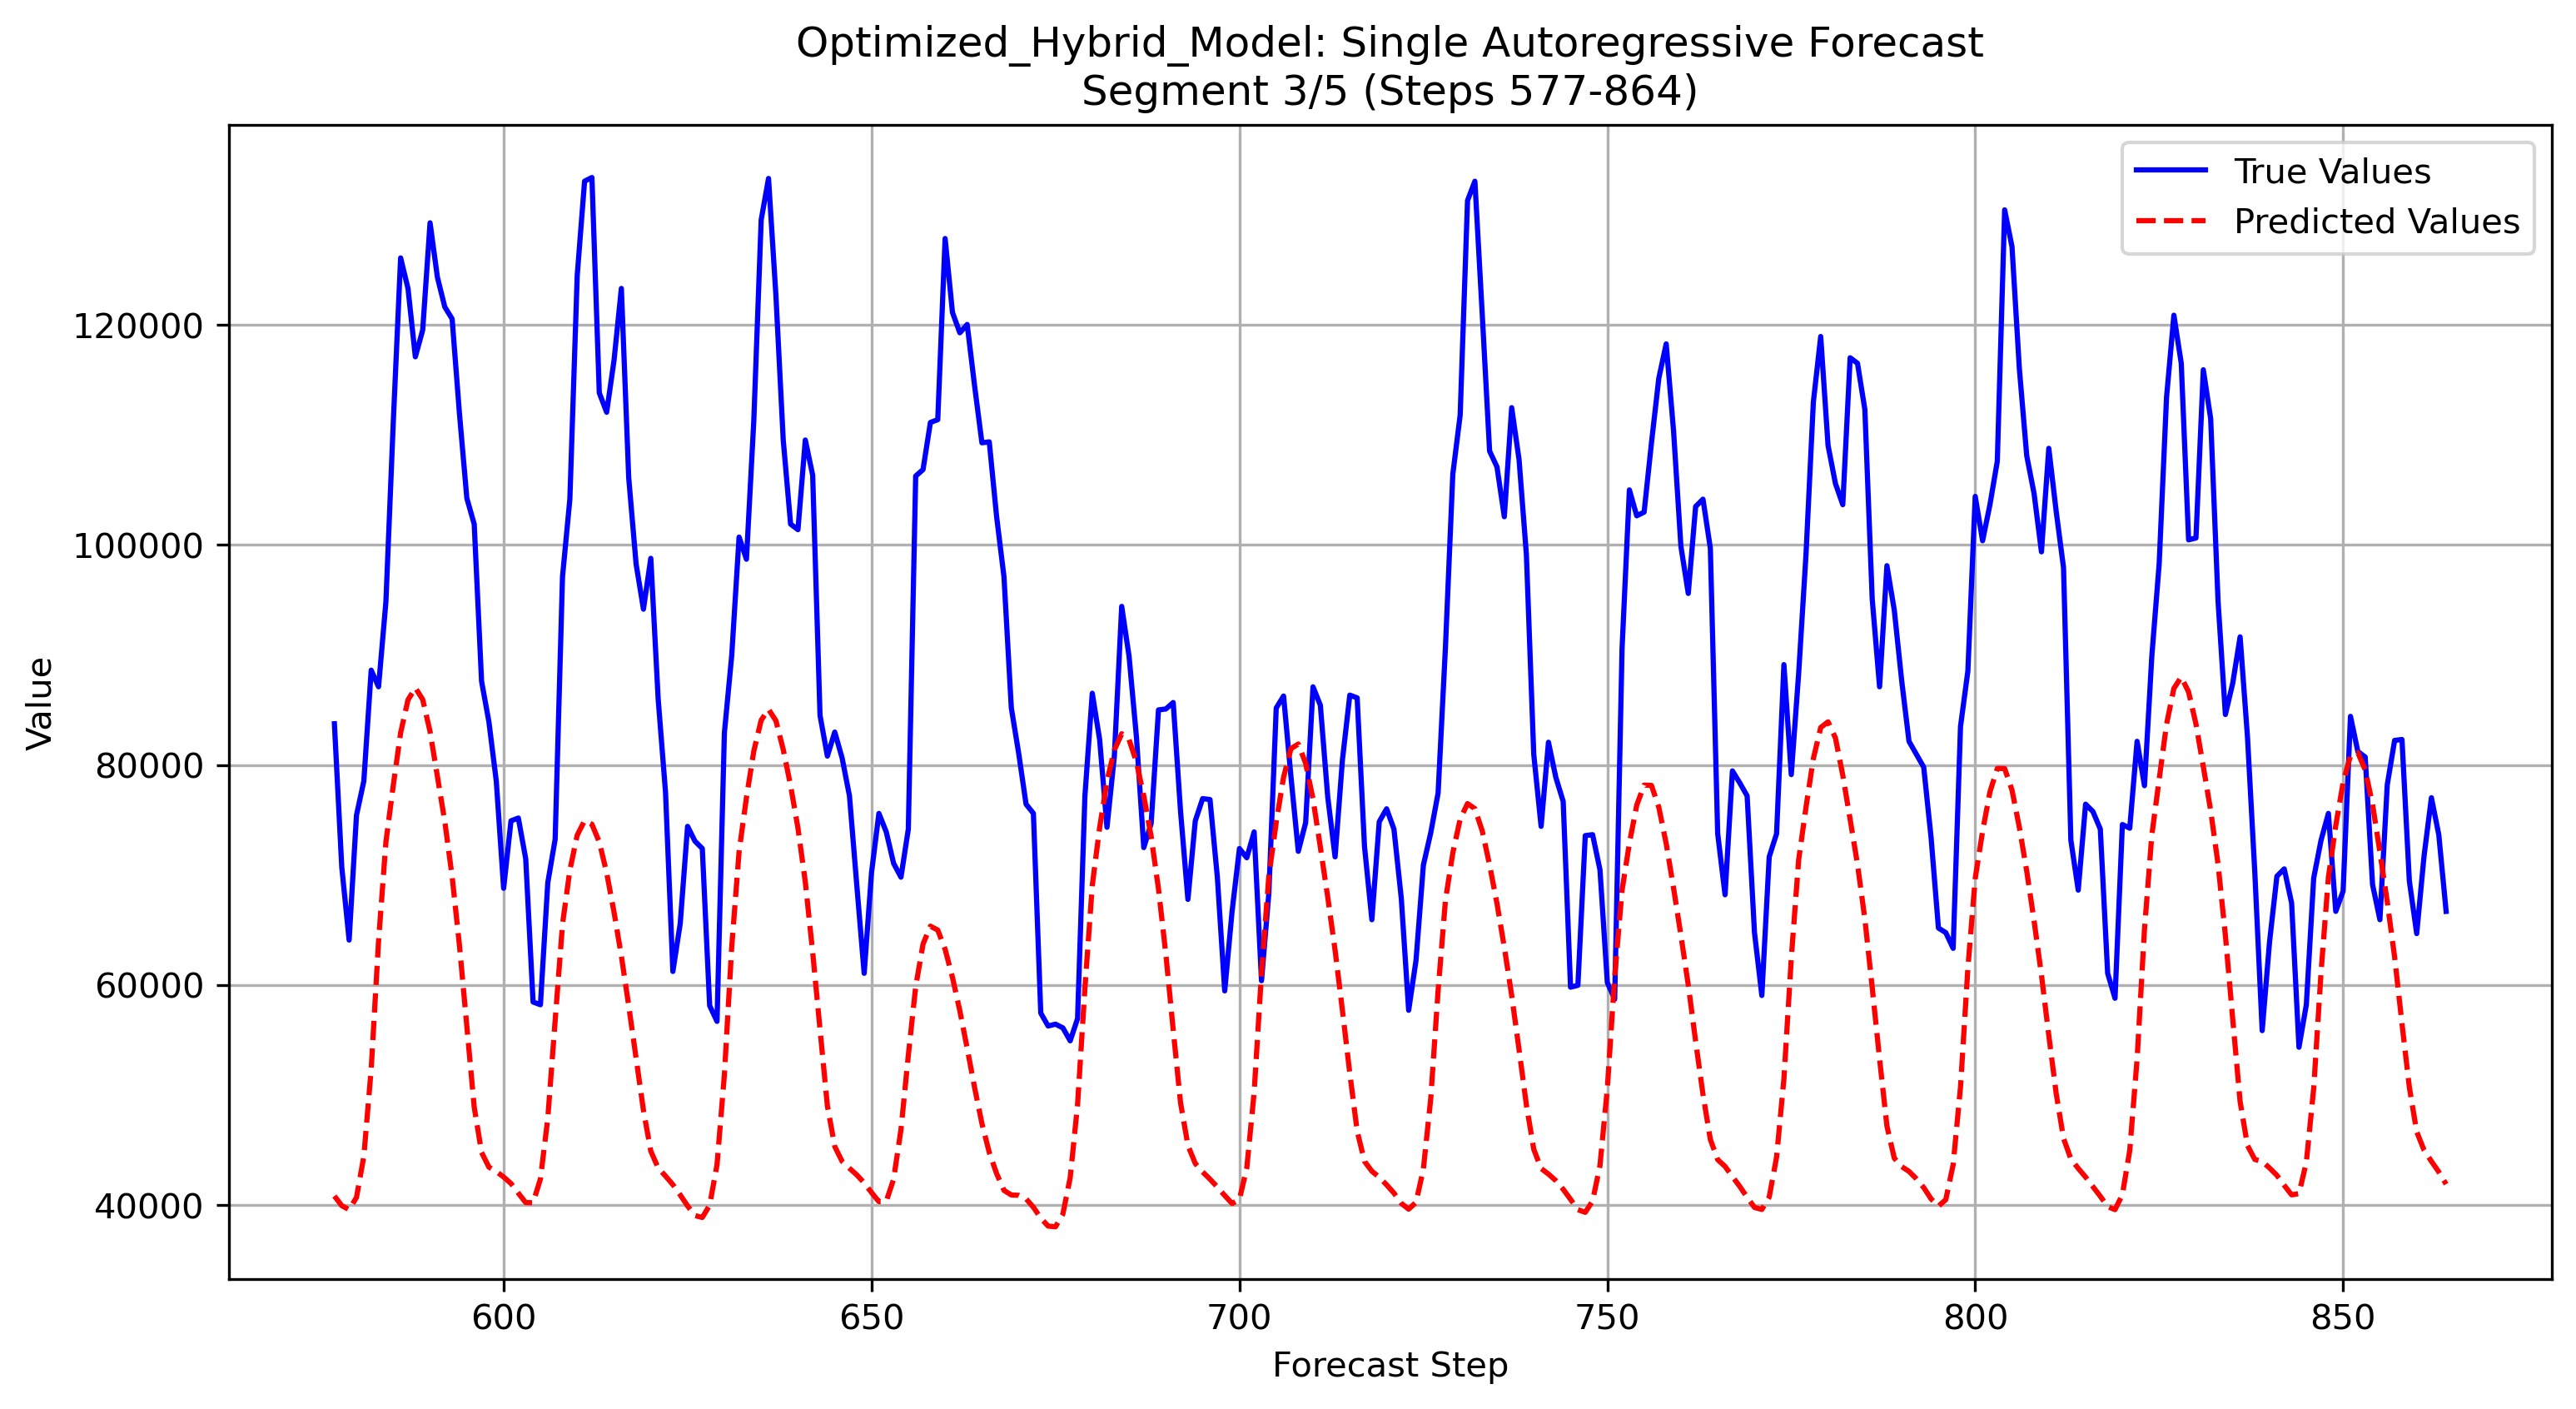 Optimized_Hybrid_Model: Single Autoregressive Forecast
Segment 3/5 (Steps 577-864)
True Values
Predicted Values
Value
120000
100000
80000
60000
40000
600
650
700
750
800
850
Forecast Step